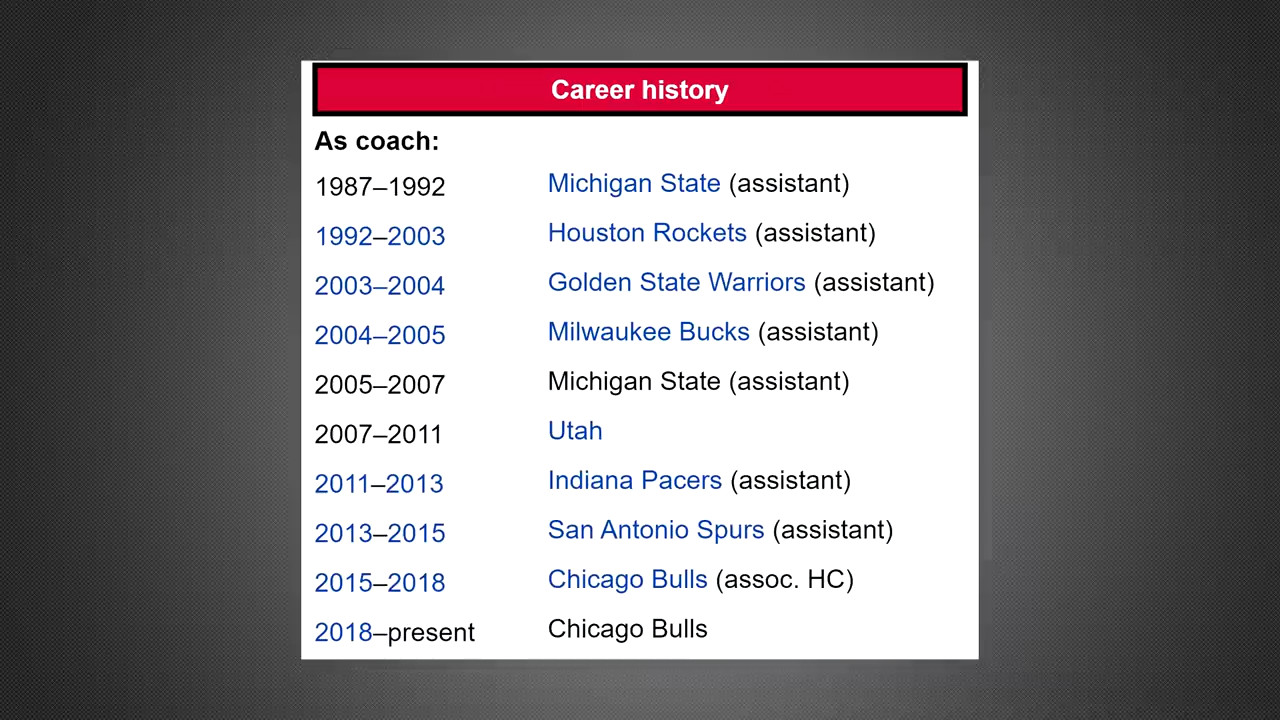 Career history
As coach:
1987–1992 Michigan State (assistant)
1992–2003 Houston Rockets (assistant)
2003–2004 Golden State Warriors (assistant)
2004–2005 Milwaukee Bucks (assistant)
2005–2007 Michigan State (assistant)
2007–2011 Utah
2011–2013 Indiana Pacers (assistant)
2013–2015 San Antonio Spurs (assistant)
2015–2018 Chicago Bulls (assoc. HC)
2018–present Chicago Bulls